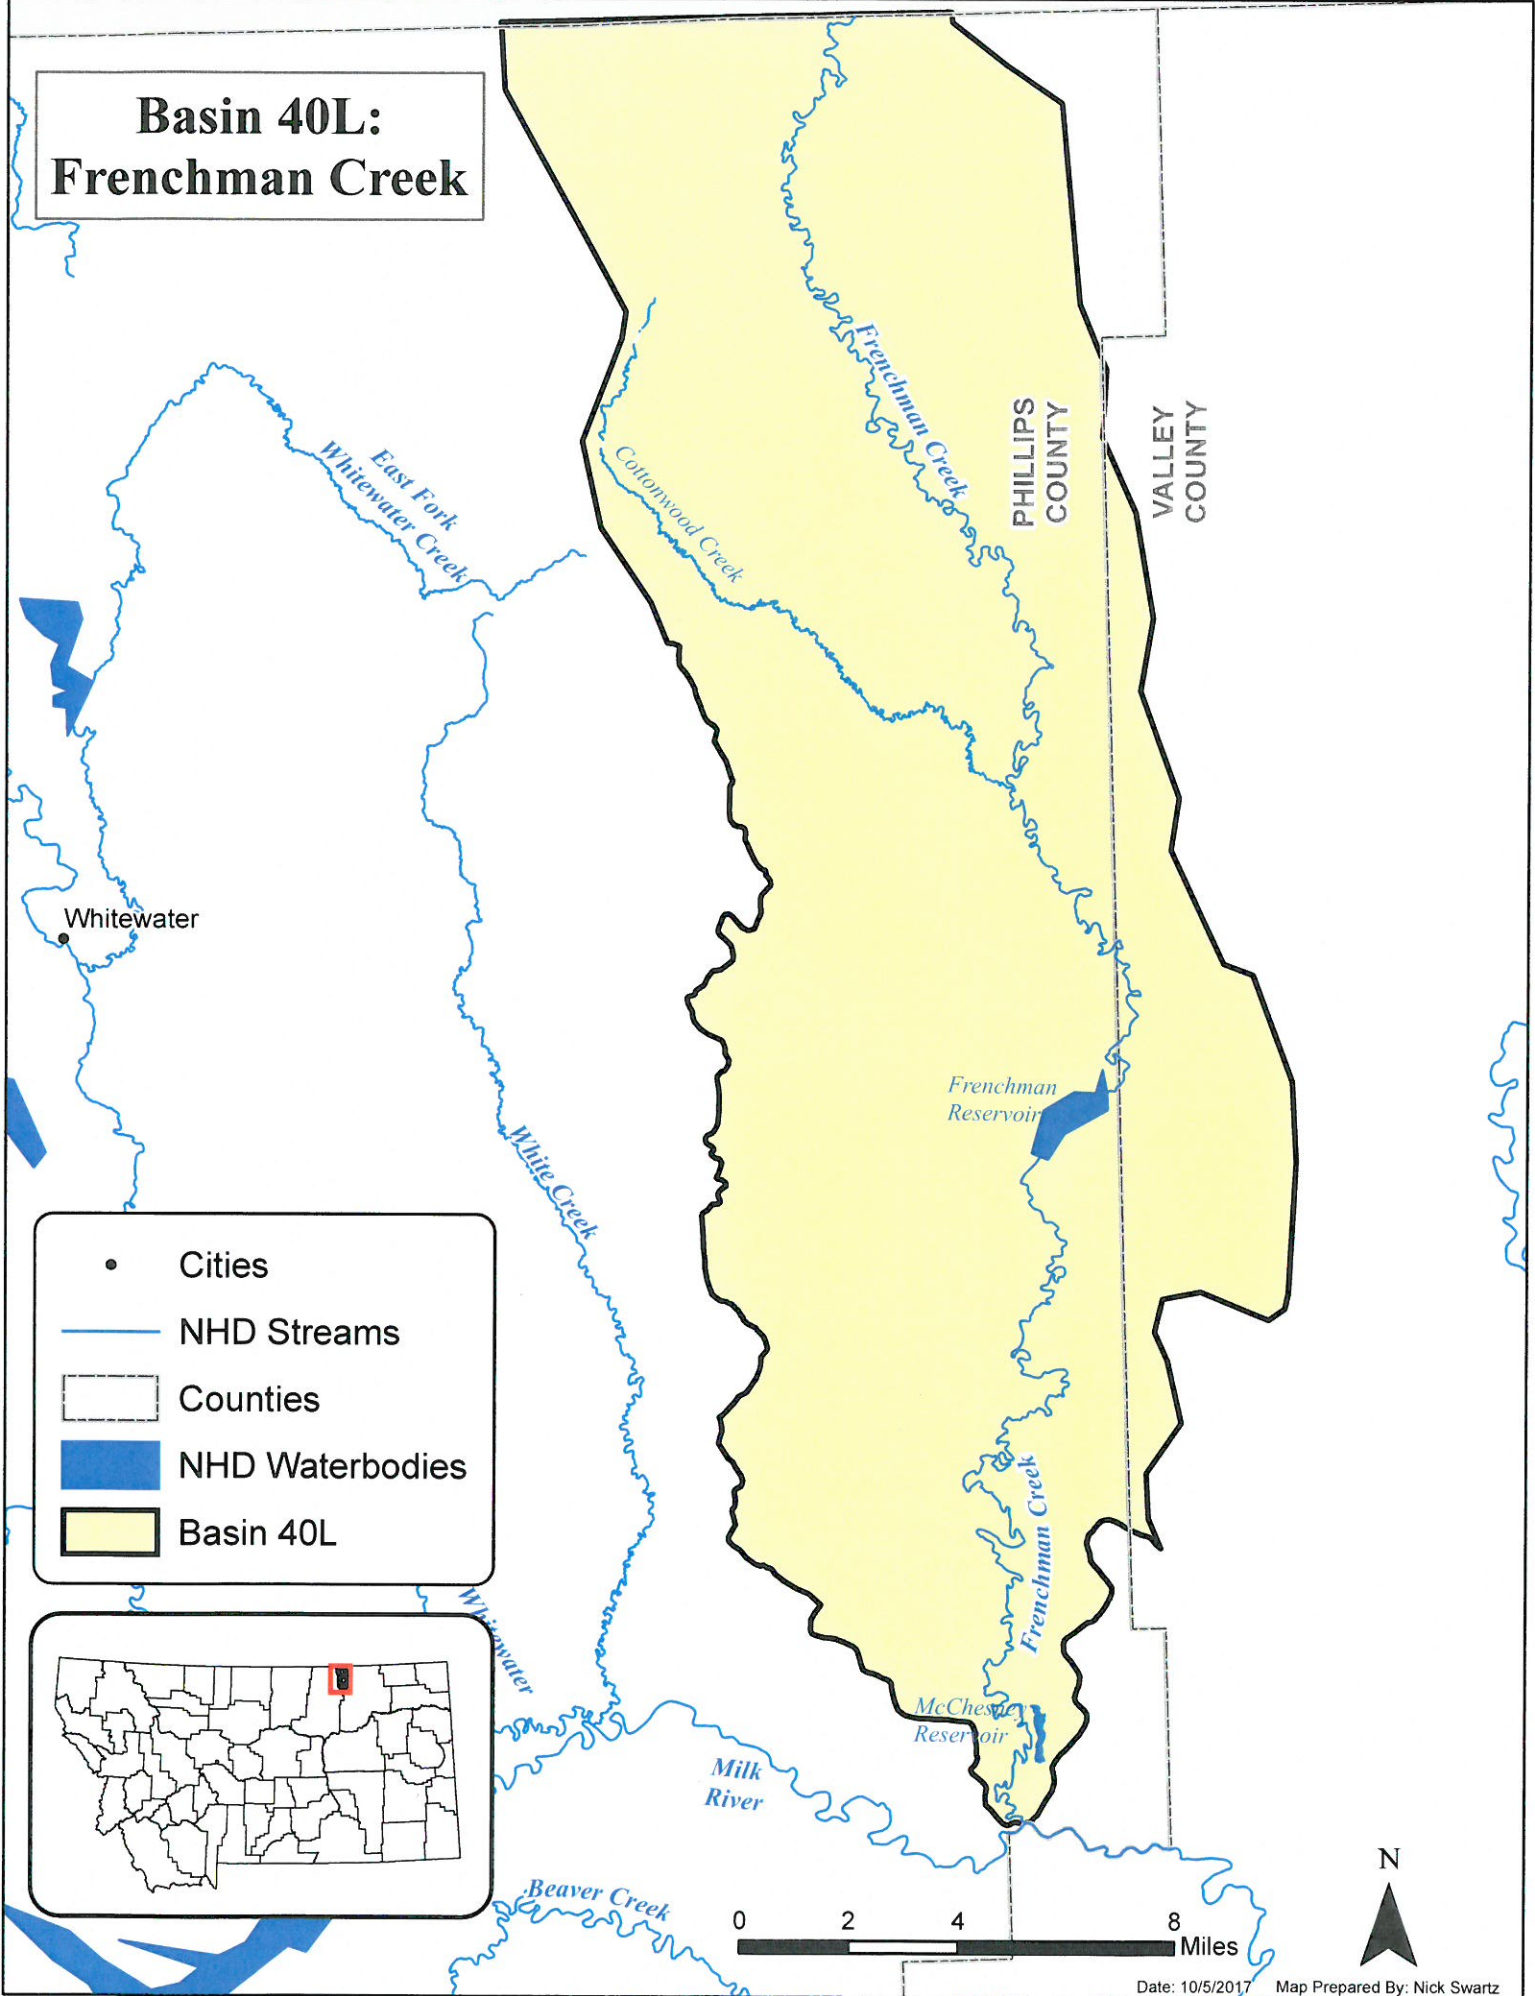 Basin 40L:
Frenchman Creek
Frenchman Creek
PHILLIPS
COUNTY
VALLEY
COUNTY
East Fork
Whitewater Creek
Cottonwood Creek
Whitewater
Frenchman
Reservoir
White Creek
Cities
NHD Streams
Counties
NHD Waterbodies
Basin 40L
Frenchman Creek
Whitewater
McChesney
Reservoir
Milk
River
Beaver Creek
N
0 2 4 8
Miles
Date: 10/5/2017 Map Prepared By: Nick Swartz